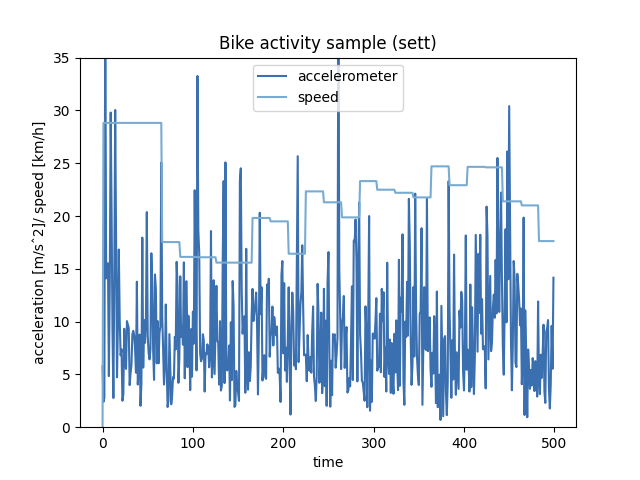 Bike activity sample (sett)
accelerometer
speed
acceleration [m/s^2]/ speed [km/h]
35
30
25
20
15
10
5
0
0 100 200 300 400 500
time